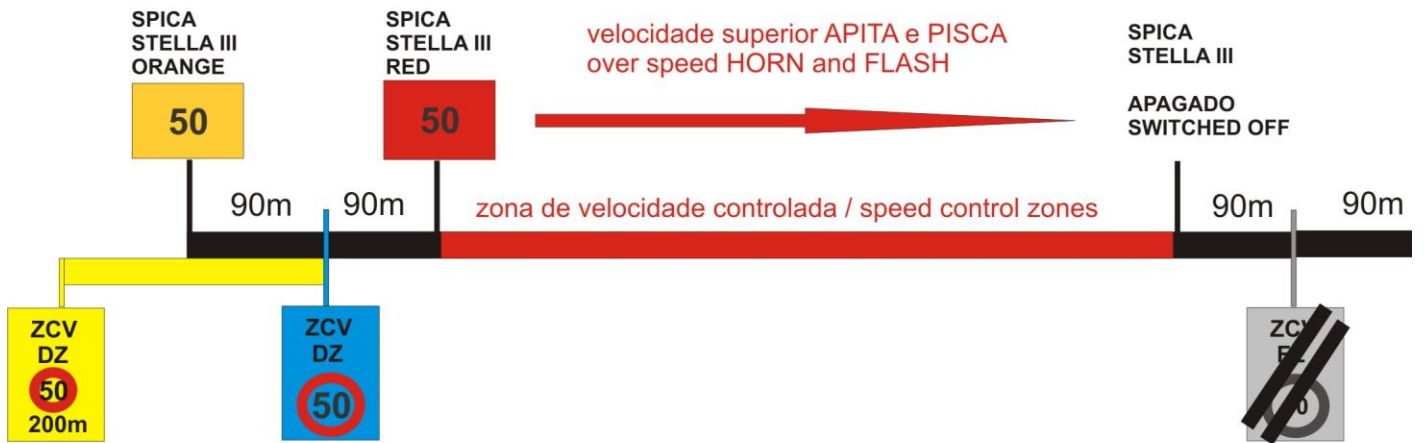 SPICA
STELLA III
ORANGE
50
SPICA
STELLA III
RED
50
velocidade superior APITA e PISCA
over speed HORN and FLASH
SPICA
STELLA III
APAGADO
SWITCHED OFF
90m
90m
zona de velocidade controlada / speed control zones
90m
90m
ZCV
DZ
50
200m
ZCV
DZ
50